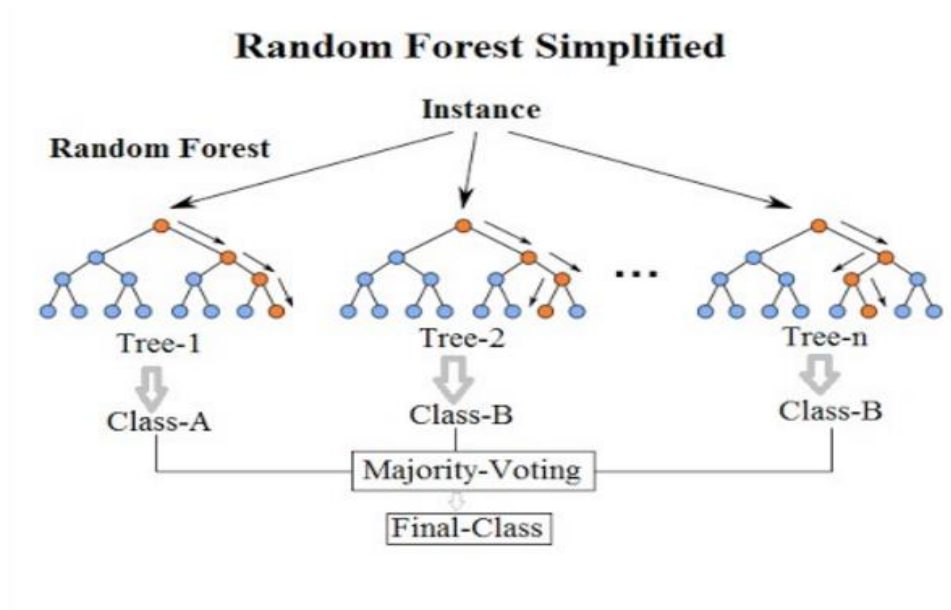 Random Forest Simplified
Instance
Random Forest
...
Tree-1
Tree-2
Tree-n
Class-A
Class-B
Class-B
Majority-Voting
Final-Class